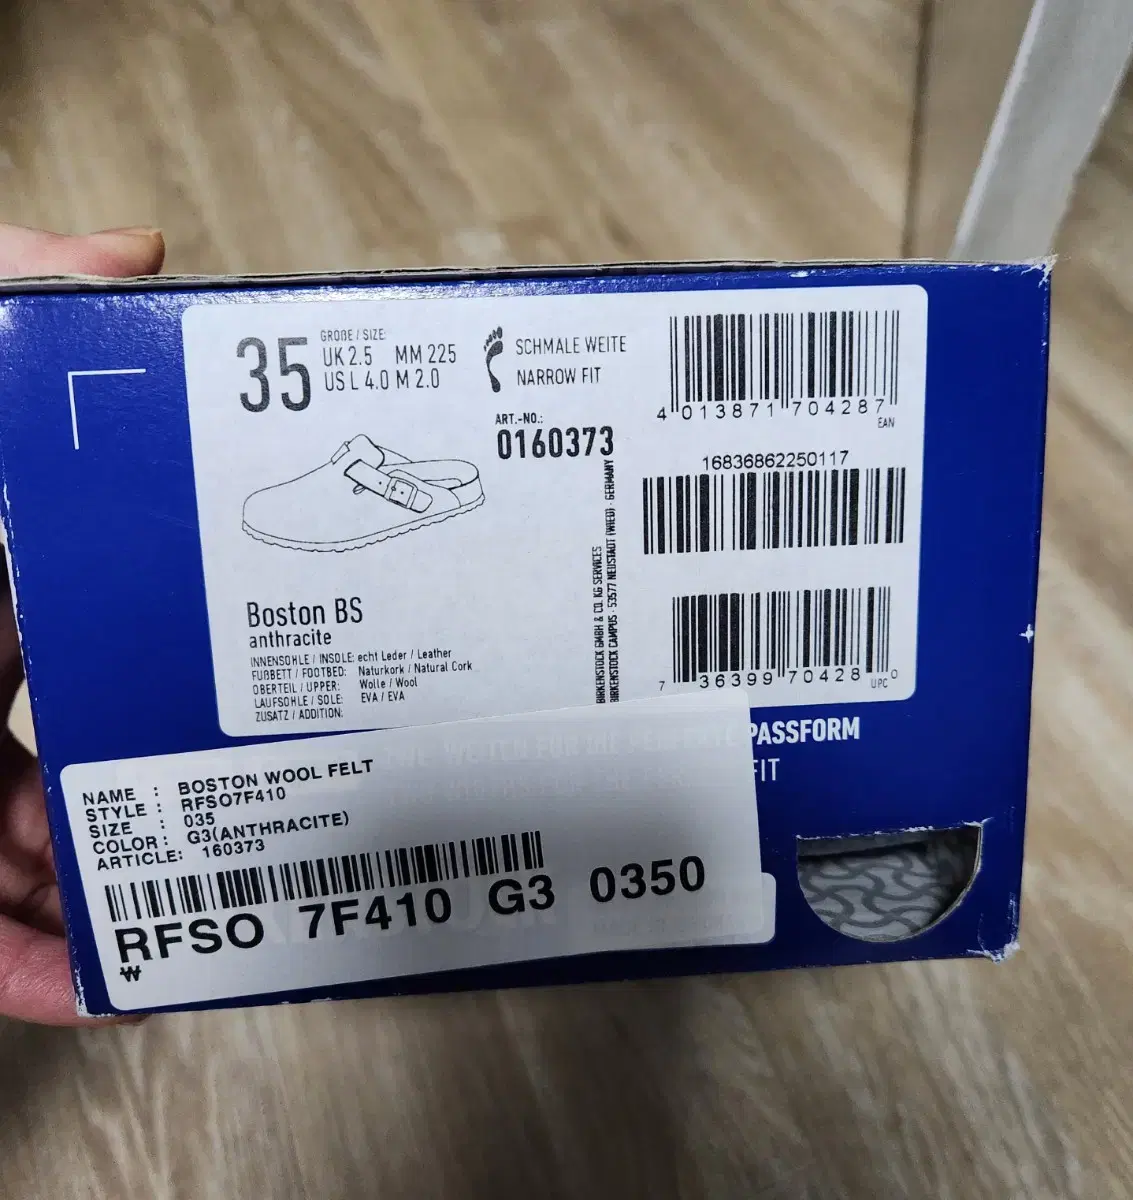 35
GRÖßE / SIZE:
UK 2.5 MM 225
US L 4.0 M 2.0
SCHMALE WEITE
NARROW FIT
ART.-NO.:
0160373
4 013871 704287
EAN
16836862250117
7 36399 70428 0
UPC
BIRKENSTOCK GMBH & CO. KG SERVICES
BIRKENSTOCK CAMPUS · 53577 NEUSTADT (WIED) · GERMANY
Boston BS
anthracite
INNENSOHLE / INSOLE: echt Leder / Leather
FUßBETT / FOOTBED: Naturkork / Natural Cork
OBERTEIL / UPPER: Wolle / Wool
LAUFSOHLE / SOLE: EVA / EVA
ZUSATZ / ADDITION:
PASSFORM
FIT
NAME : BOSTON WOOL FELT
STYLE : RFSO7F410
SIZE : 035
COLOR : G3(ANTHRACITE)
ARTICLE: 160373
RFSO 7F410 G3 0350
₩